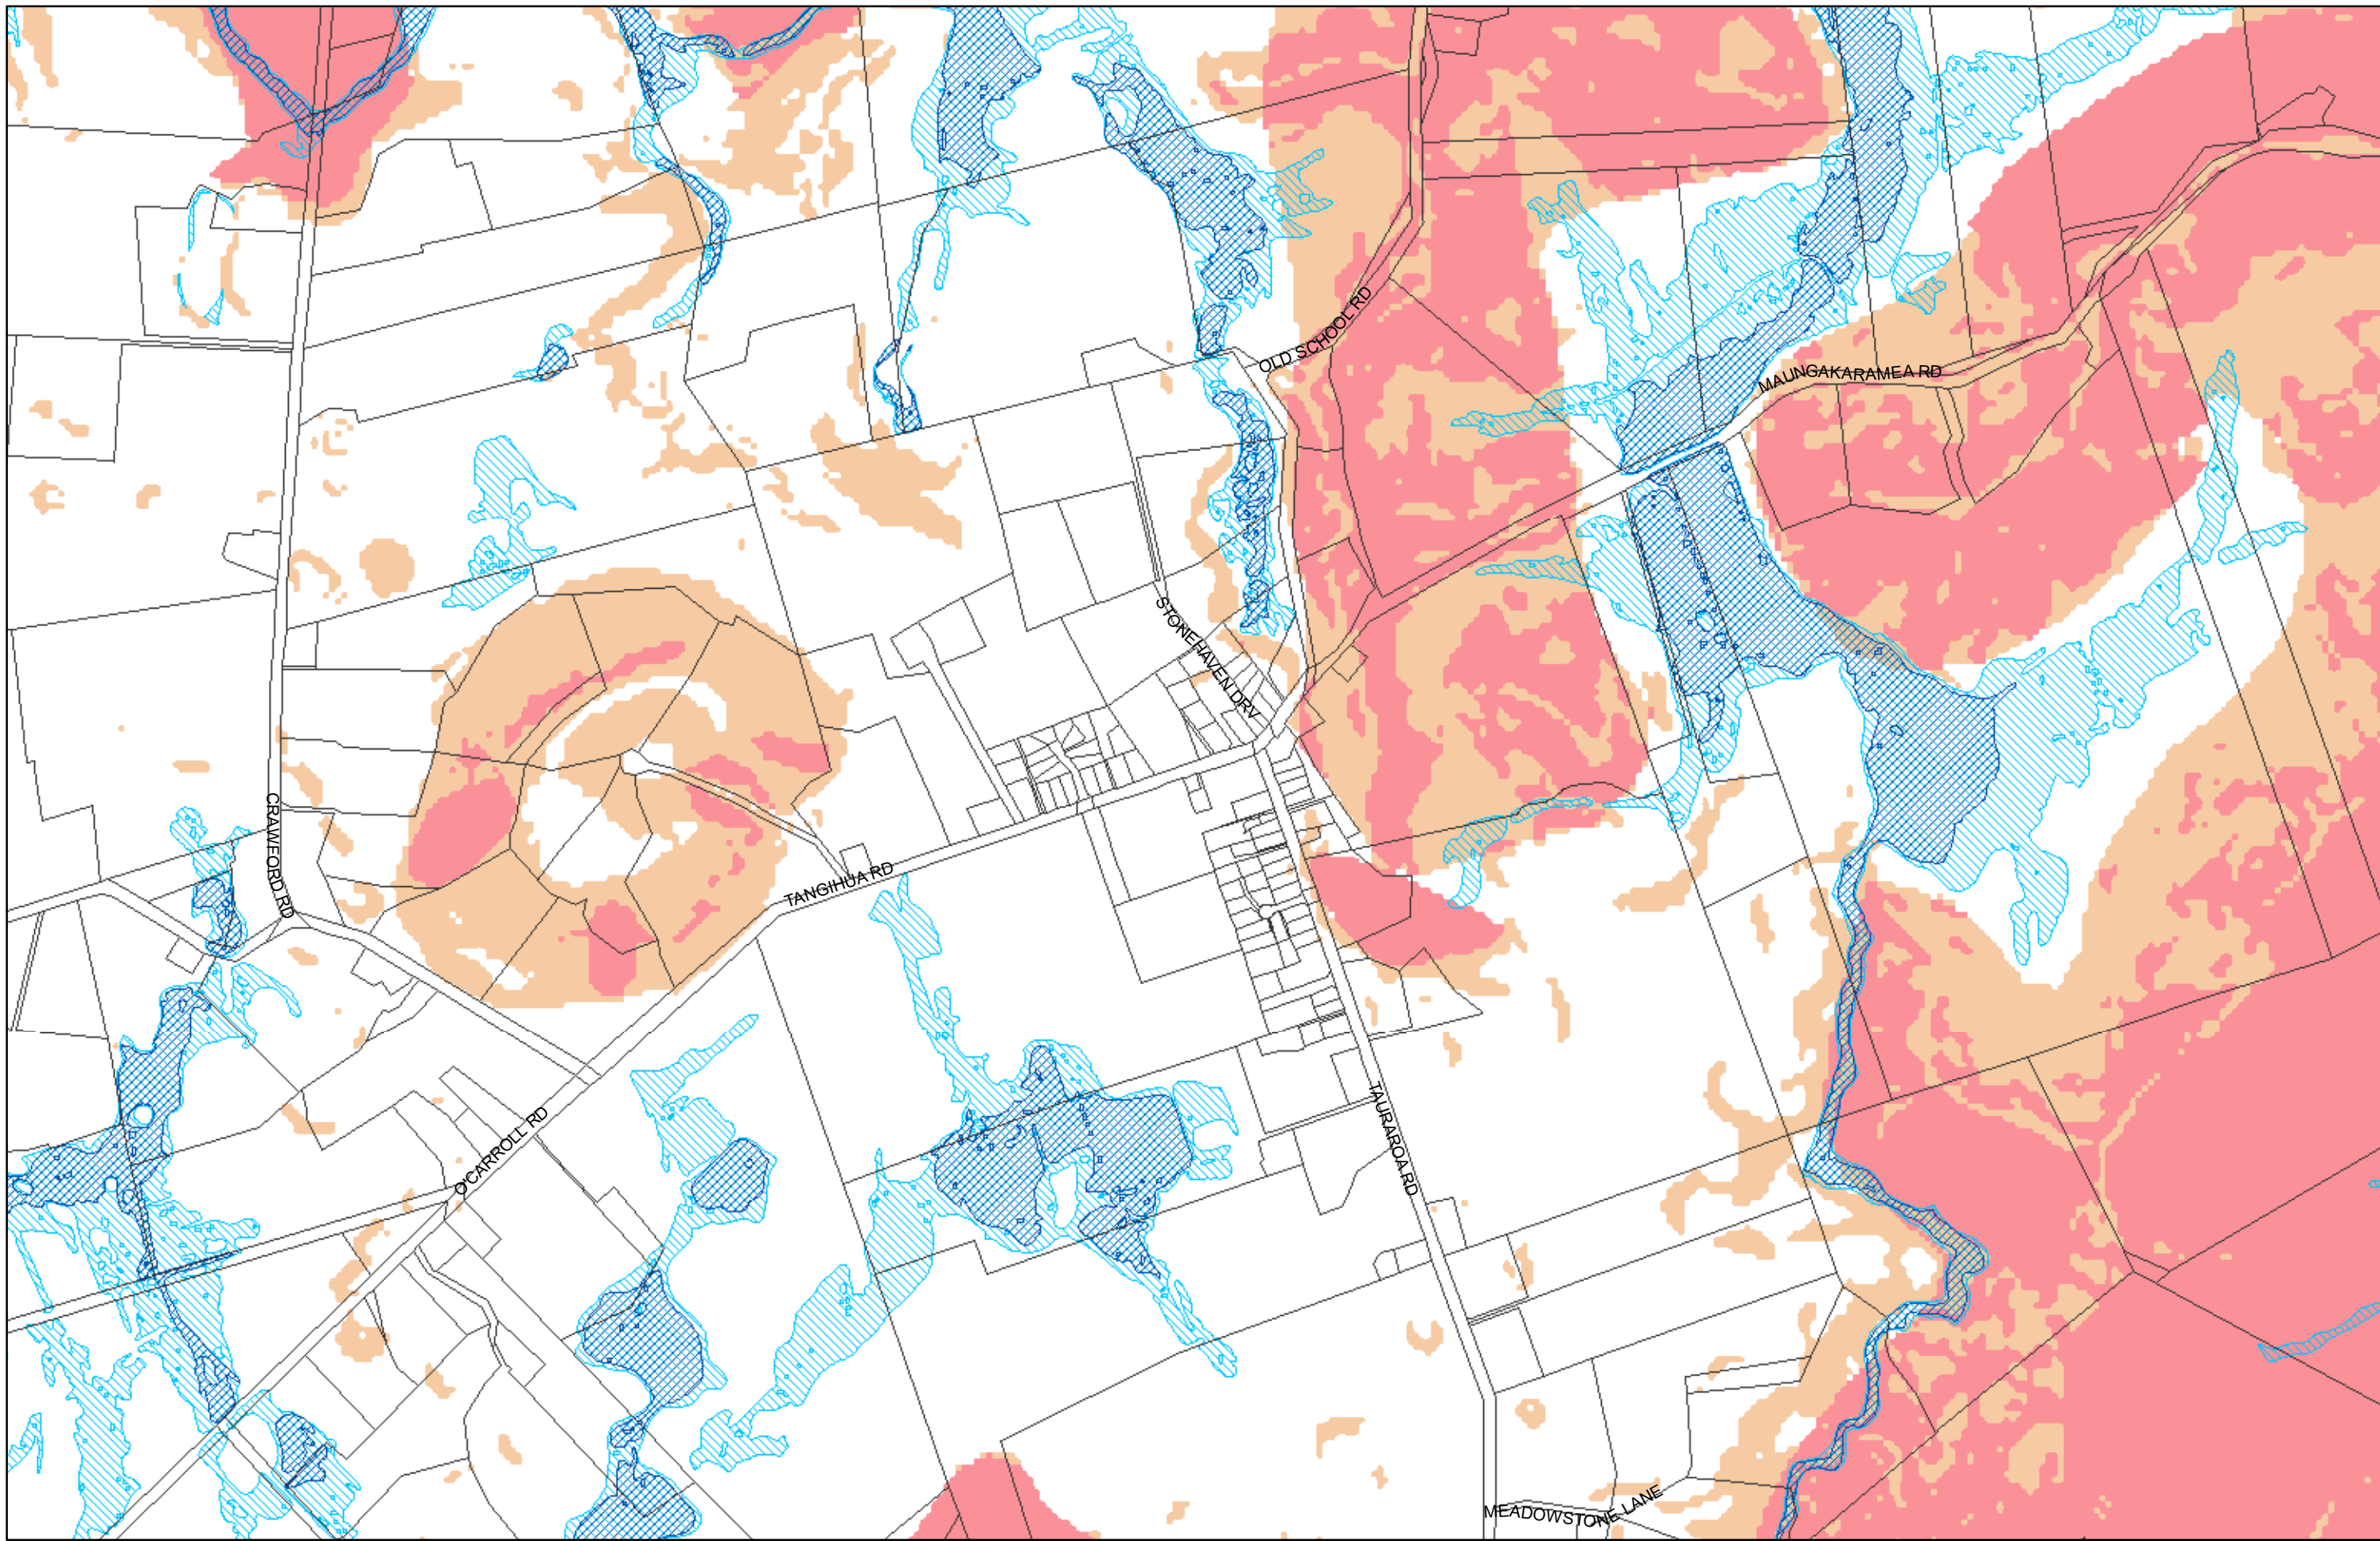 OLD SCHOOL RD
MAUNGAKARAMEA RD
STONEHAVEN DRV
CRAWFORD RD
TANGIHUA RD
O'CARROLL RD
TAURAROA RD
MEADOWSTONE LANE